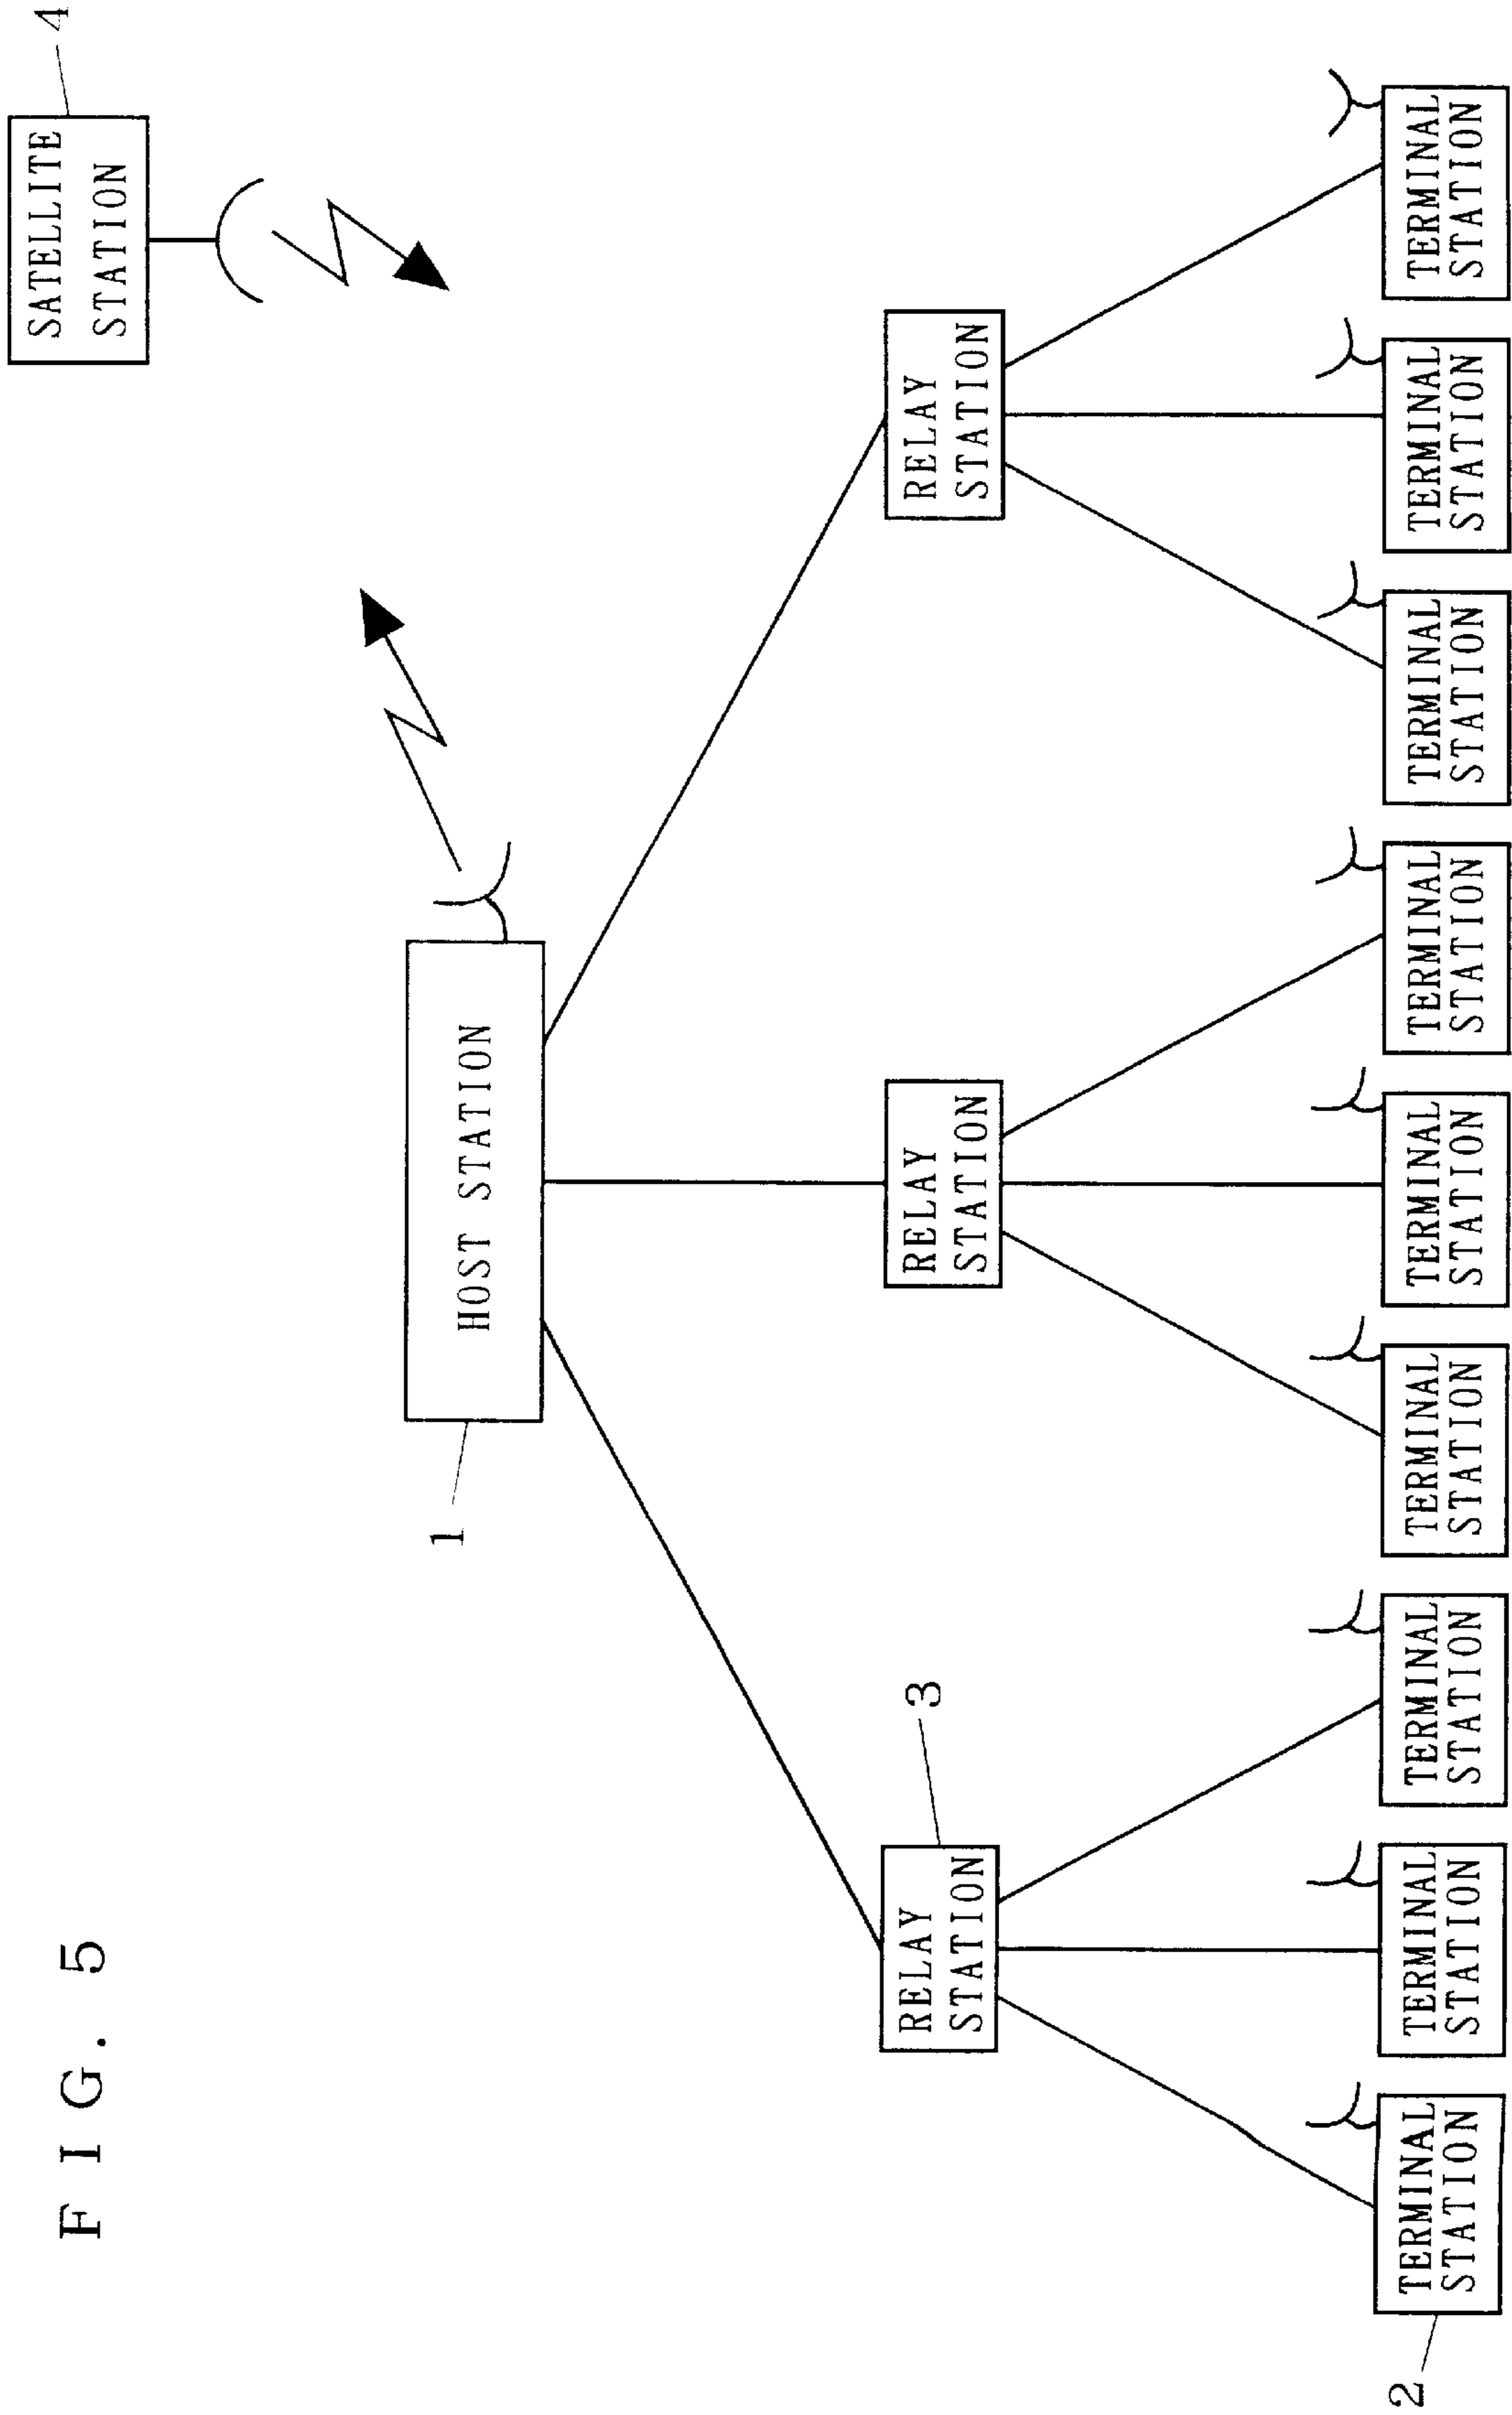 FIG. 5
SATELLITE
STATION
4
HOST STATION
1
RELAY
STATION
3
RELAY
STATION
RELAY
STATION
TERMINAL
STATION
2
TERMINAL
STATION
TERMINAL
STATION
TERMINAL
STATION
TERMINAL
STATION
TERMINAL
STATION
TERMINAL
STATION
TERMINAL
STATION
TERMINAL
STATION